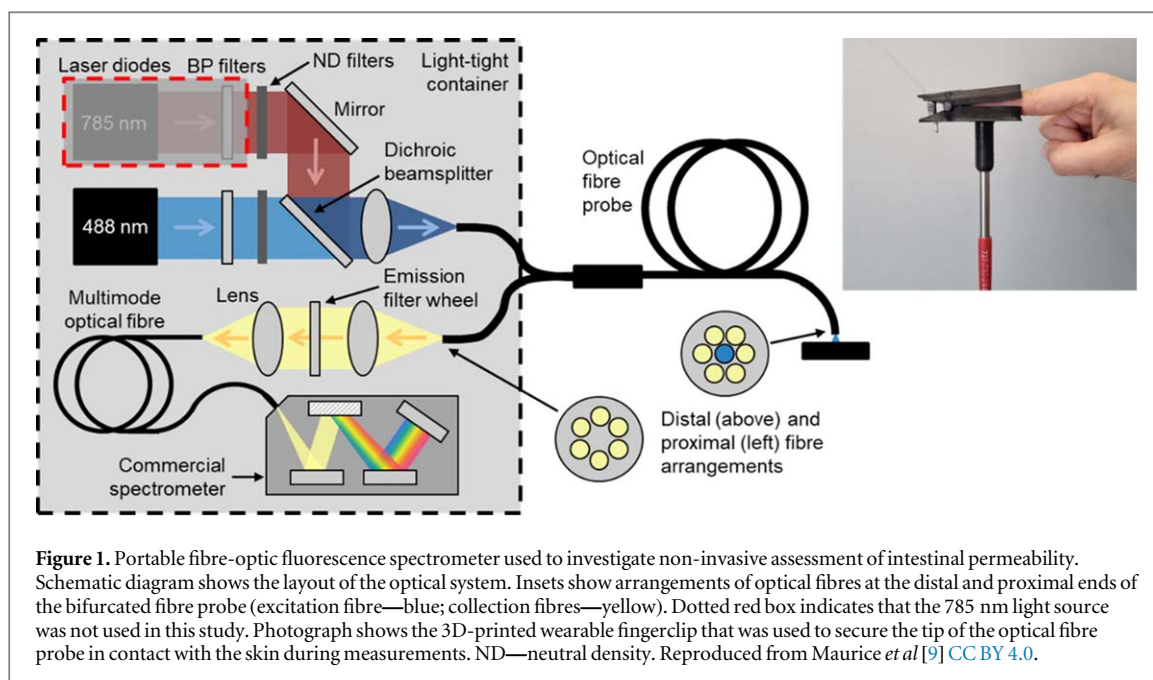 Laser diodes
BP filters
ND filters
Light-tight
container
785 nm
Mirror
Dichroic
beamsplitter
488 nm
Optical
fibre
probe
Emission
filter wheel
Lens
Multimode
optical fibre
Commercial
spectrometer
Distal (above) and
proximal (left) fibre
arrangements
Figure 1. Portable fibre-optic fluorescence spectrometer used to investigate non-invasive assessment of intestinal permeability.
Schematic diagram shows the layout of the optical system. Insets show arrangements of optical fibres at the distal and proximal ends of
the bifurcated fibre probe (excitation fibre—blue; collection fibres—yellow). Dotted red box indicates that the 785 nm light source
was not used in this study. Photograph shows the 3D-printed wearable fingerclip that was used to secure the tip of the optical fibre
probe in contact with the skin during measurements. ND—neutral density. Reproduced from Maurice et al [9] CC BY 4.0.